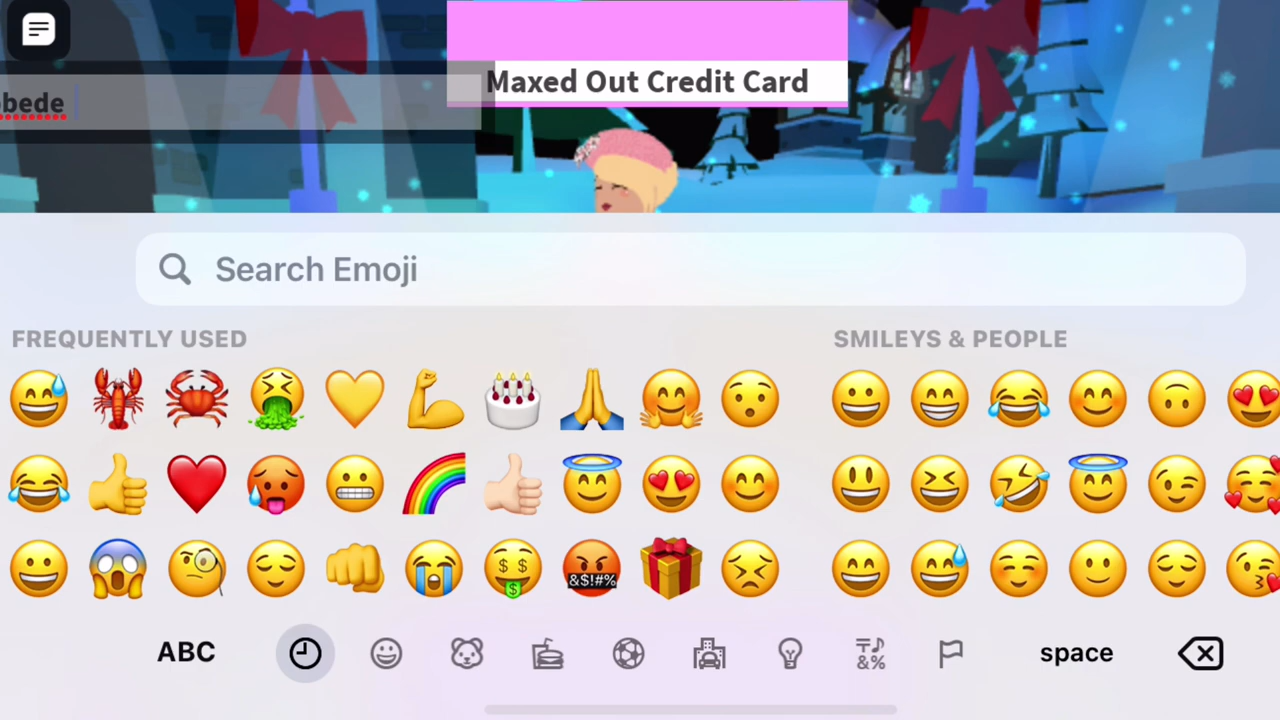 Maxed Out Credit Card
bede
Search Emoji
FREQUENTLY USED
SMILEYS & PEOPLE
&$!#%
ABC
&%
space